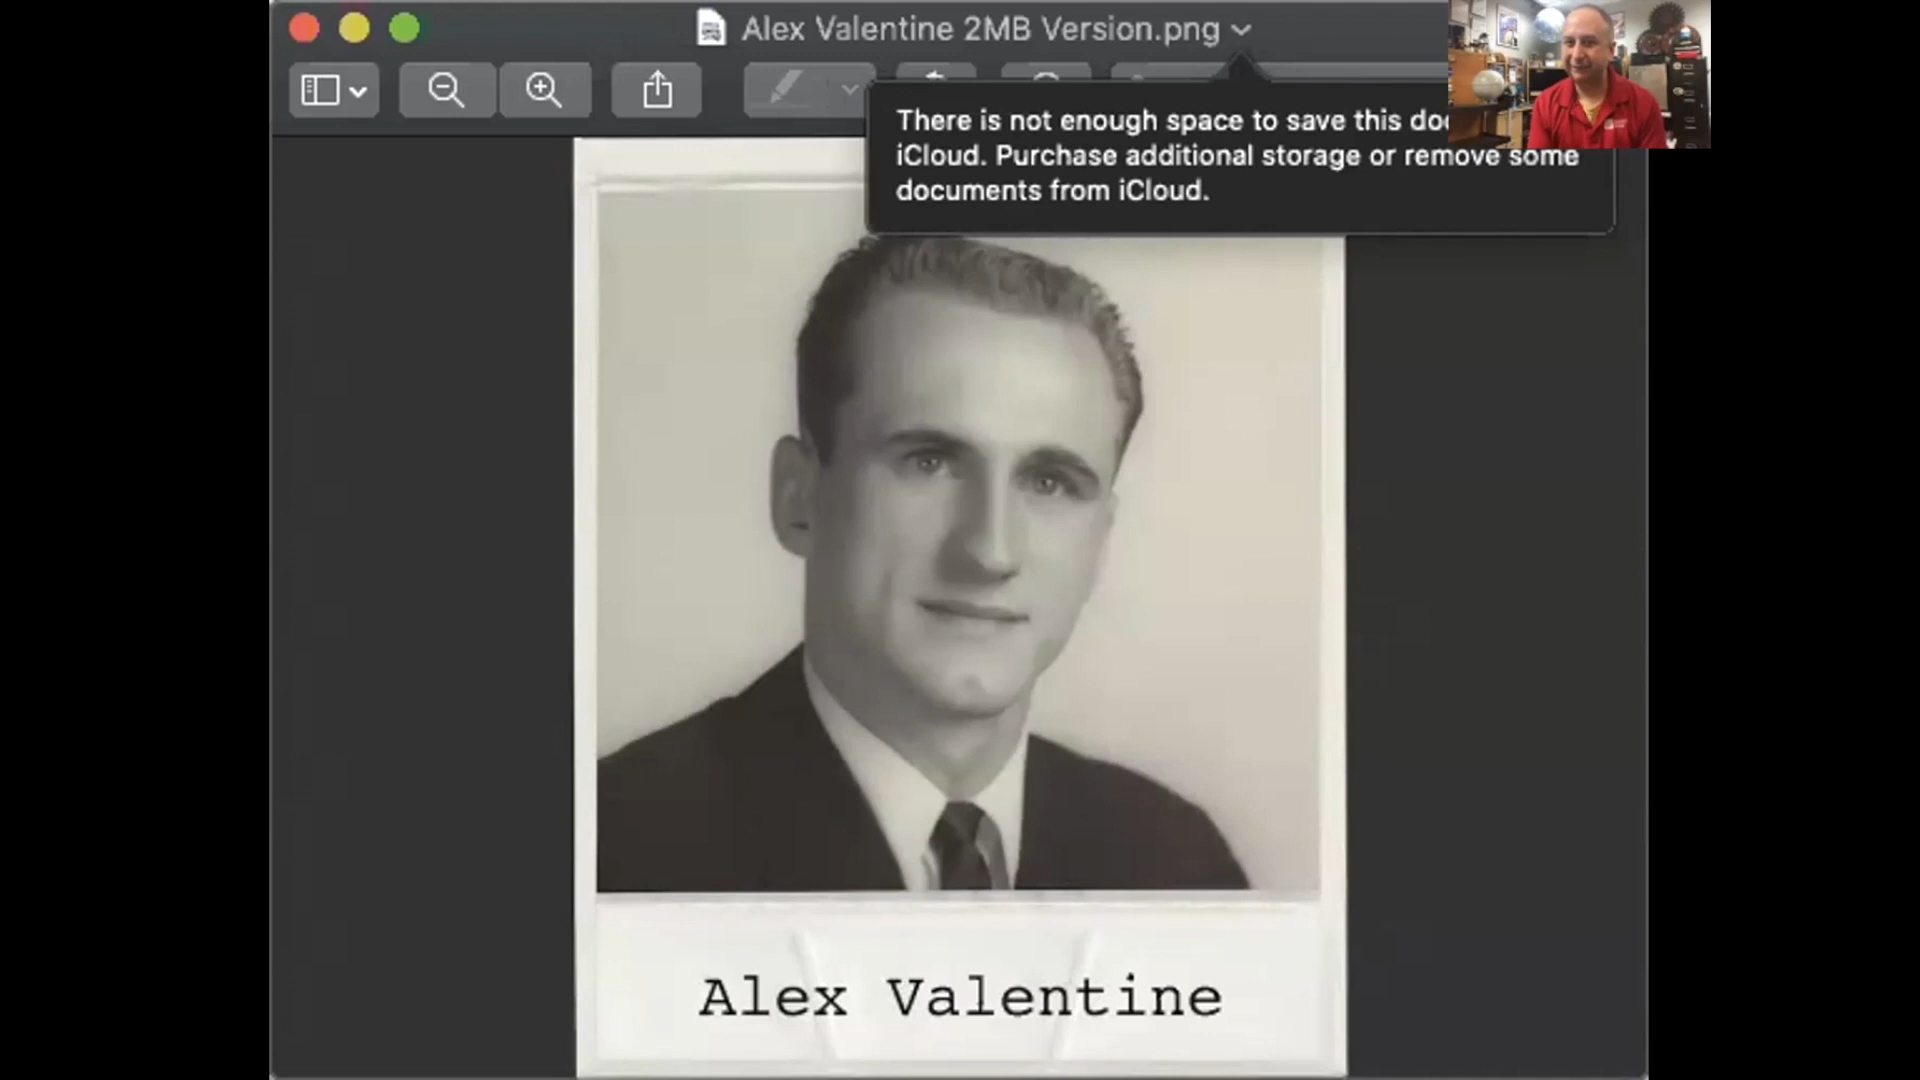 Alex Valentine 2MB Version.png
There is not enough space to save this
iCloud. Purchase additional storage or remove some
documents from iCloud.
Alex Valentine